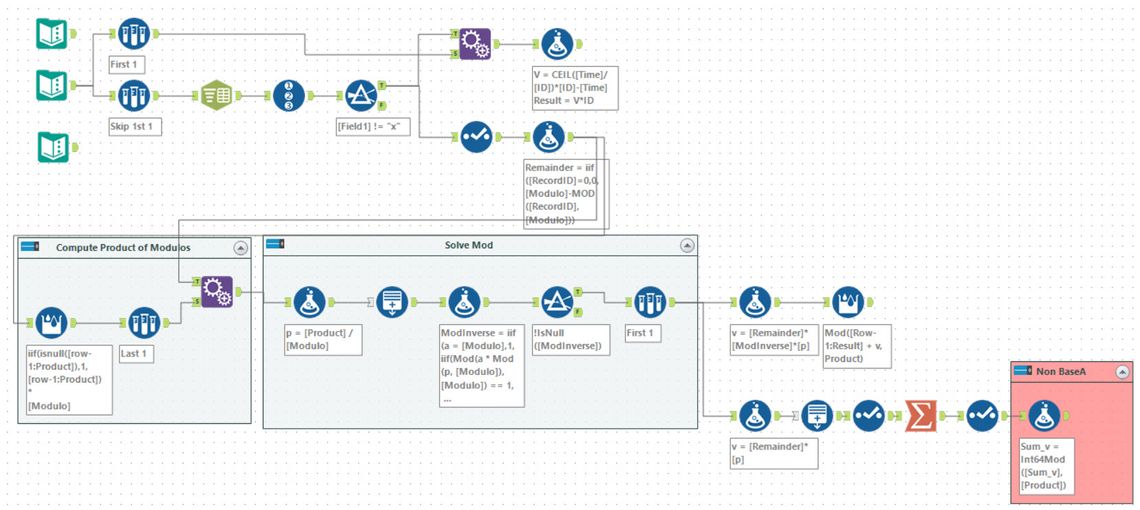 First 1
Skip 1st 1
[Field1] != "x"
V = CEIL([Time]/
[ID])*[ID]-[Time]
Result = V*ID
Remainder = iif
([RecordID]=0,0,
[Modulo]-MOD
([RecordID],
[Modulo]))
Compute Product of Modulos
iif(isnull([row-
1:Product]),1,
[row-1:Product])
*
[Modulo]
Last 1
Solve Mod
p = [Product] /
[Modulo]
ModInverse = iif
(a = [Modulo],1,
iif(Mod(a * Mod
(p, [Modulo]),
[Modulo]) == 1,
...
!IsNull
([ModInverse])
First 1
v = [Remainder]*
[ModInverse]*[p]
Mod([Row-
1:Result] + v,
Product)
v = [Remainder]*
[p]
Non BaseA
Sum_v =
Int64Mod
([Sum_v],
[Product])
1
2
3
T
F
T
S
T
S
T
F